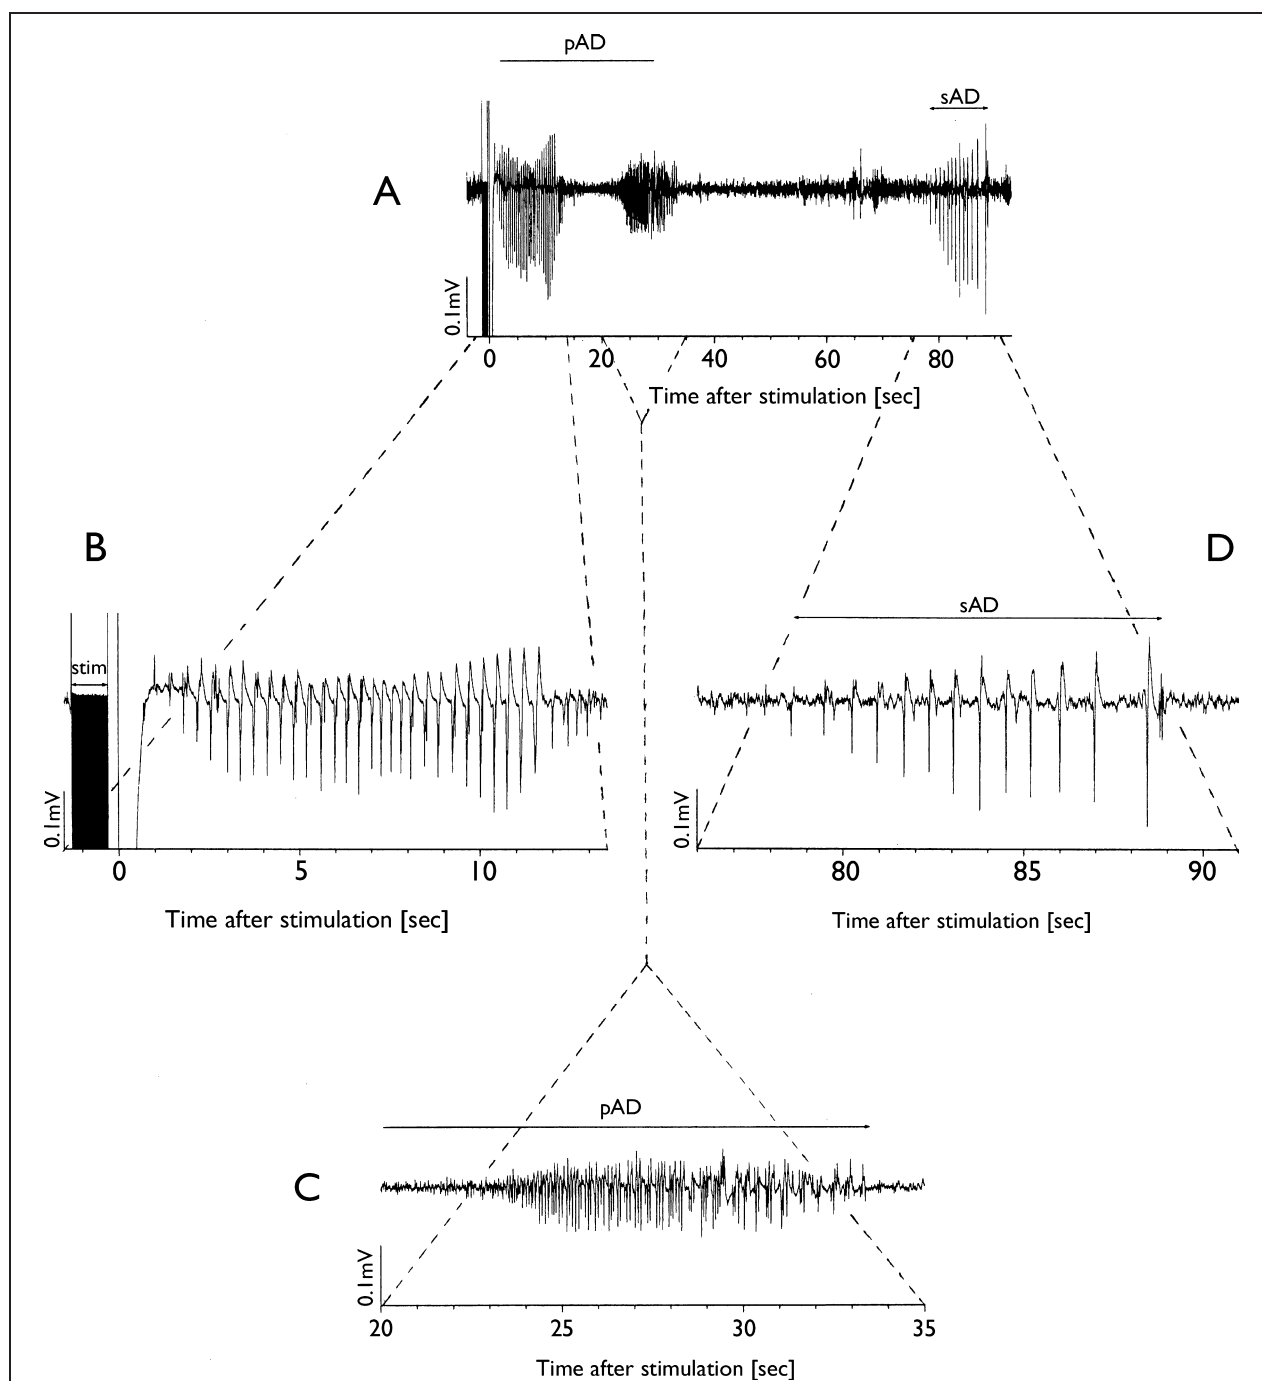 pAD
sAD
A
0.1mV
0 20 40 60 80
Time after stimulation [sec]
B
D
sAD
stim
0.1mV
0.1mV
0 5 10
80 85 90
Time after stimulation [sec]
Time after stimulation [sec]
pAD
C
0.1mV
20 25 30 35
Time after stimulation [sec]